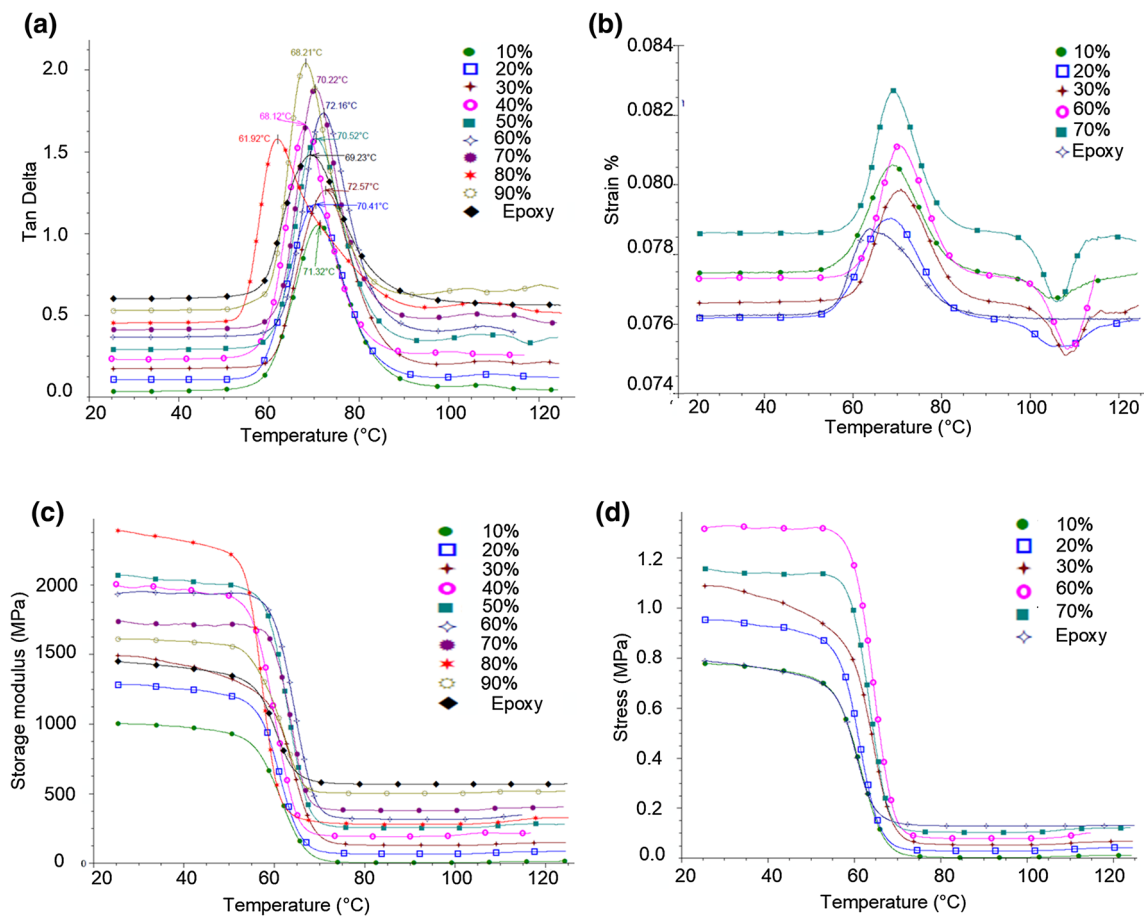 (a)
Tan Delta
2.0
1.5
1.0
0.5
0.0
20
40
60
80
100
120
Temperature (°C)
68.21°C
70.22°C
72.16°C
68.12°C
70.52°C
61.92°C
69.23°C
72.57°C
70.41°C
71.32°C
10%
20%
30%
40%
50%
60%
70%
80%
90%
Epoxy
(b)
Strain %
0.084
0.082
0.080
0.078
0.076
0.074
20
40
60
80
100
120
Temperature (°C)
10%
20%
30%
60%
70%
Epoxy
(c)
Storage modulus (MPa)
2000
1500
1000
500
0
0
20
40
60
80
100
120
Temperature (°C)
10%
20%
30%
40%
50%
60%
70%
80%
90%
Epoxy
(d)
Stress (MPa)
1.2
1.0
0.8
0.6
0.4
0.2
0.0
20
40
60
80
100
120
Temperature (°C)
10%
20%
30%
60%
70%
Epoxy